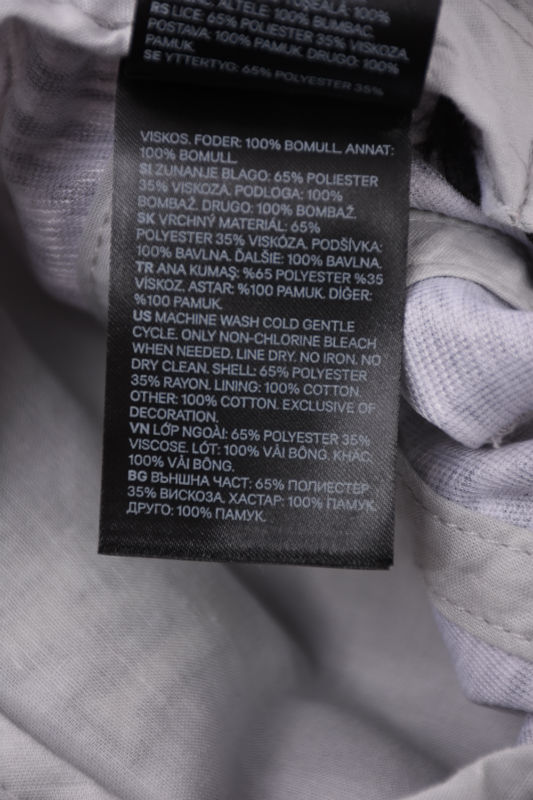 ALTELE: 100% BUMBAC.
RS LICE: 65% POLIESTER 35% VISKOZA.
POSTAVA: 100% PAMUK. DRUGO: 100%
PAMUK.
SE YTTERTYG: 65% POLYESTER 35%
VISKOS. FODER: 100% BOMULL. ANNAT:
100% BOMULL.
SI ZUNANJE BLAGO: 65% POLIESTER
35% VISKOZA. PODLOGA: 100%
BOMBAŽ. DRUGO: 100% BOMBAŽ.
SK VRCHNÝ MATERIÁL: 65%
POLYESTER 35% VISKÓZA. PODŠÍVKA:
100% BAVLNA. ĎALŠIE: 100% BAVLNA.
TR ANA KUMAŞ: %65 POLYESTER %35
VİSKOZ. ASTAR: %100 PAMUK. DİĞER:
%100 PAMUK.
US MACHINE WASH COLD GENTLE
CYCLE. ONLY NON-CHLORINE BLEACH
WHEN NEEDED. LINE DRY. NO IRON. NO
DRY CLEAN. SHELL: 65% POLYESTER
35% RAYON. LINING: 100% COTTON.
OTHER: 100% COTTON. EXCLUSIVE OF
DECORATION.
VN LỚP NGOÀI: 65% POLYESTER 35%
VISCOSE. LÓT: 100% VẢI BÔNG. KHÁC:
100% VẢI BÔNG.
BG ВЪНШНА ЧАСТ: 65% ПОЛИЕСТЕР
35% ВИСКОЗА. ХАСТАР: 100% ПАМУК.
ДРУГО: 100% ПАМУК.